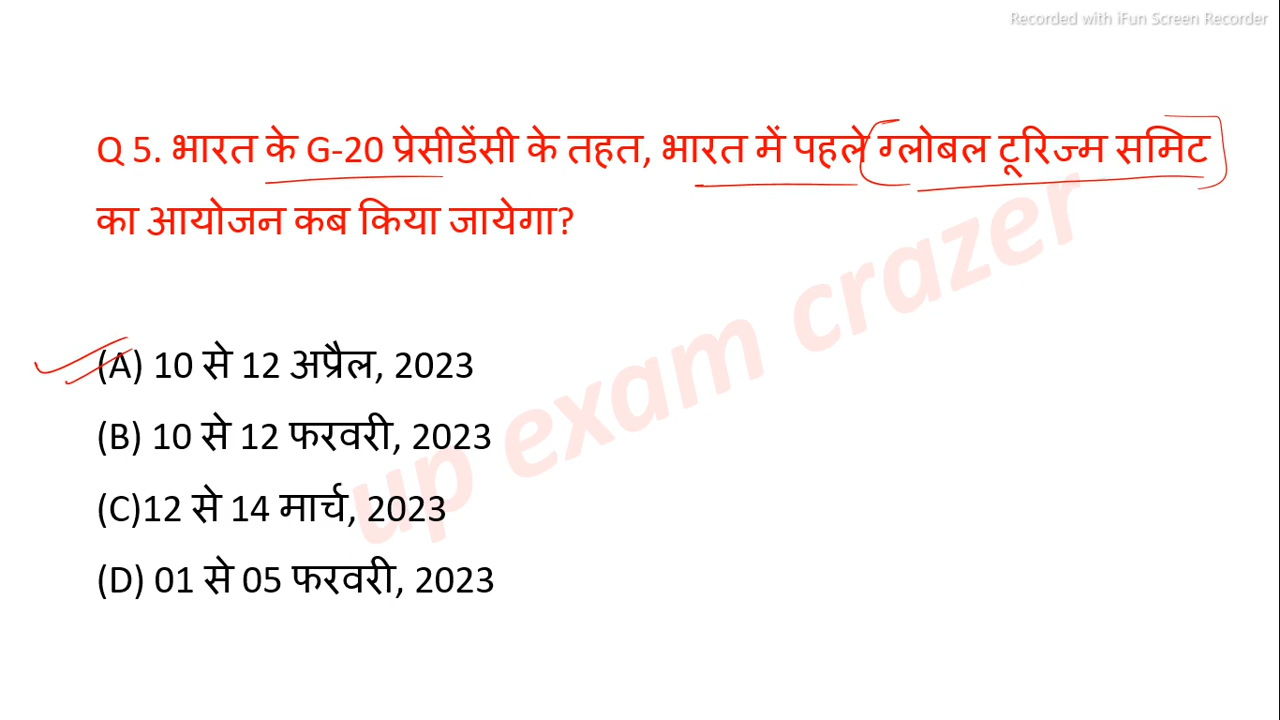 Recorded with iFun Screen Recorder
Q 5. भारत के G-20 प्रेसीडेंसी के तहत, भारत में पहले ग्लोबल टूरिज्म समिट
का आयोजन कब किया जायेगा?
(A) 10 से 12 अप्रैल, 2023
(B) 10 से 12 फरवरी, 2023
(C)12 से 14 मार्च, 2023
(D) 01 से 05 फरवरी, 2023
up exam crazer